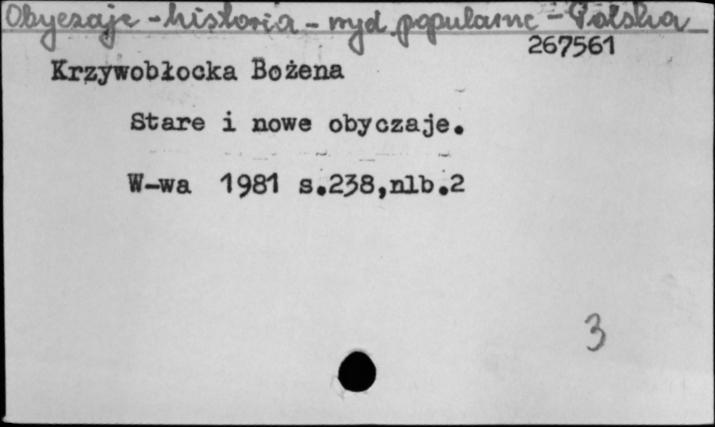 Obyczaje - historia - wyd. popularne - Polska
267561
Krzywobłocka Bożena
Stare i nowe obyczaje.
W-wa 1981 s.238,nlb.2
3